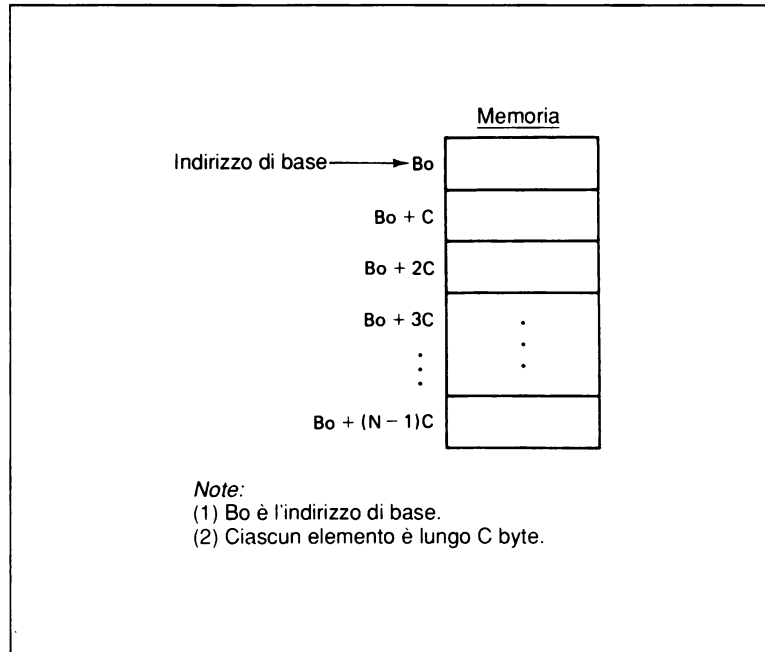 Memoria
Indirizzo di base Bo
Bo + C
Bo + 2C
Bo + 3C
Bo + (N − 1)C
Note:
(1) Bo è l'indirizzo di base.
(2) Ciascun elemento è lungo C byte.